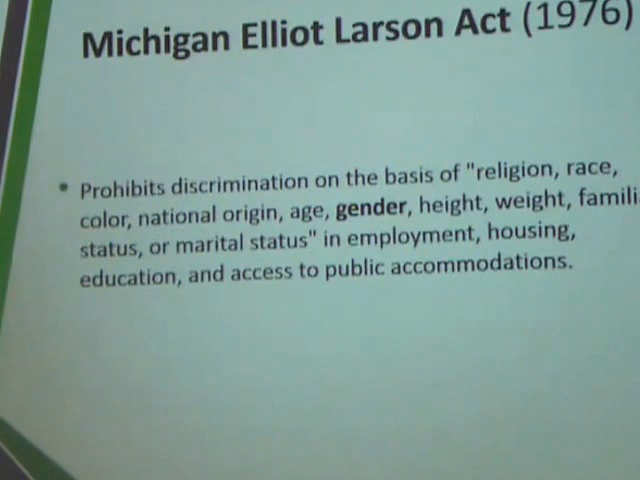 Michigan Elliot Larson Act (1976)
• Prohibits discrimination on the basis of "religion, race,
color, national origin, age, gender, height, weight, famili
status, or marital status" in employment, housing,
education, and access to public accommodations.